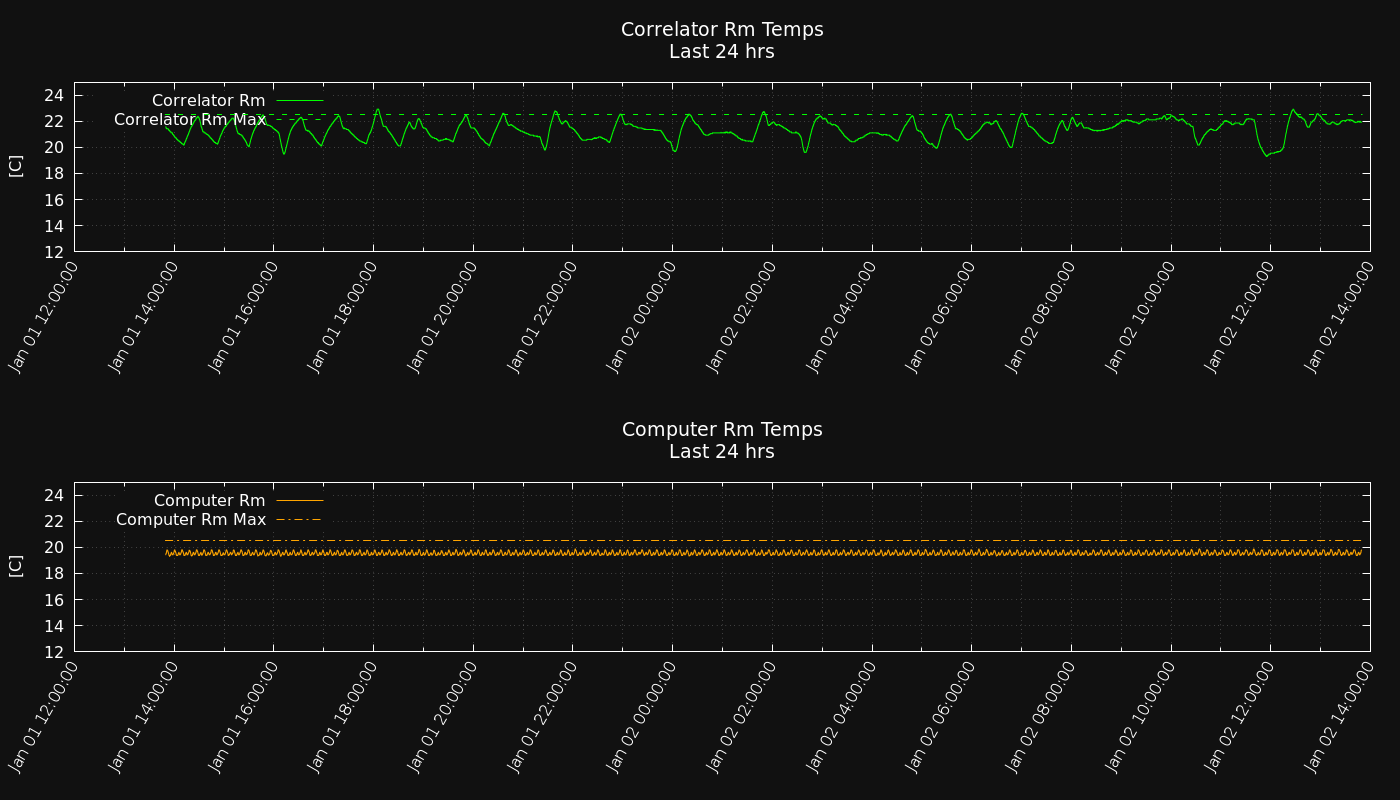 Correlator Rm Temps
Last 24 hrs
Correlator Rm
Correlator Rm Max
[C]
24
22
20
18
16
14
12
Jan 01 12:00:00
Jan 01 14:00:00
Jan 01 16:00:00
Jan 01 18:00:00
Jan 01 20:00:00
Jan 01 22:00:00
Jan 02 00:00:00
Jan 02 02:00:00
Jan 02 04:00:00
Jan 02 06:00:00
Jan 02 08:00:00
Jan 02 10:00:00
Jan 02 12:00:00
Jan 02 14:00:00
Computer Rm Temps
Last 24 hrs
Computer Rm
Computer Rm Max
[C]
24
22
20
18
16
14
12
Jan 01 12:00:00
Jan 01 14:00:00
Jan 01 16:00:00
Jan 01 18:00:00
Jan 01 20:00:00
Jan 01 22:00:00
Jan 02 00:00:00
Jan 02 02:00:00
Jan 02 04:00:00
Jan 02 06:00:00
Jan 02 08:00:00
Jan 02 10:00:00
Jan 02 12:00:00
Jan 02 14:00:00